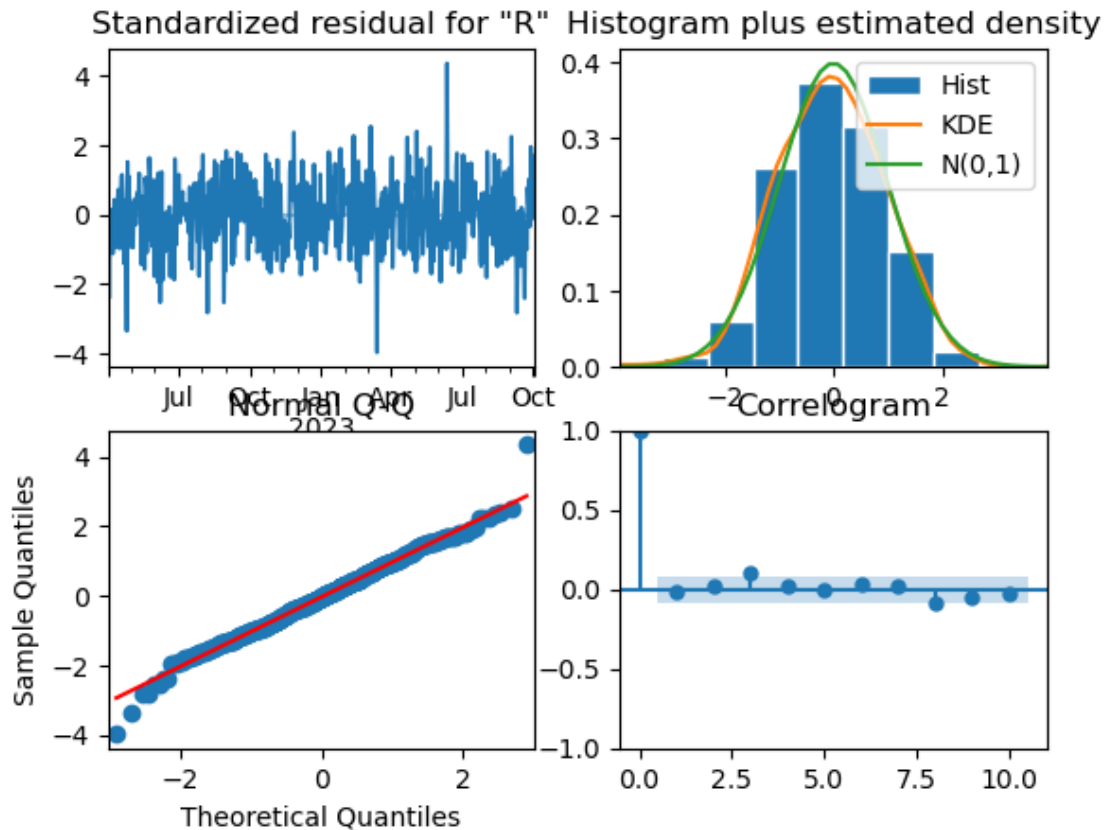 Standardized residual for "R"
4
2
0
−2
−4
Jul Oct Jan Apr Jul Oct
2023
Histogram plus estimated density
0.4
0.3
0.2
0.1
0.0
Hist
KDE
N(0,1)
−2 0 2
Normal Q-Q
Sample Quantiles
4
2
0
−2
−4
−2 0 2
Theoretical Quantiles
Correlogram
1.0
0.5
0.0
−0.5
−1.0
0.0 2.5 5.0 7.5 10.0